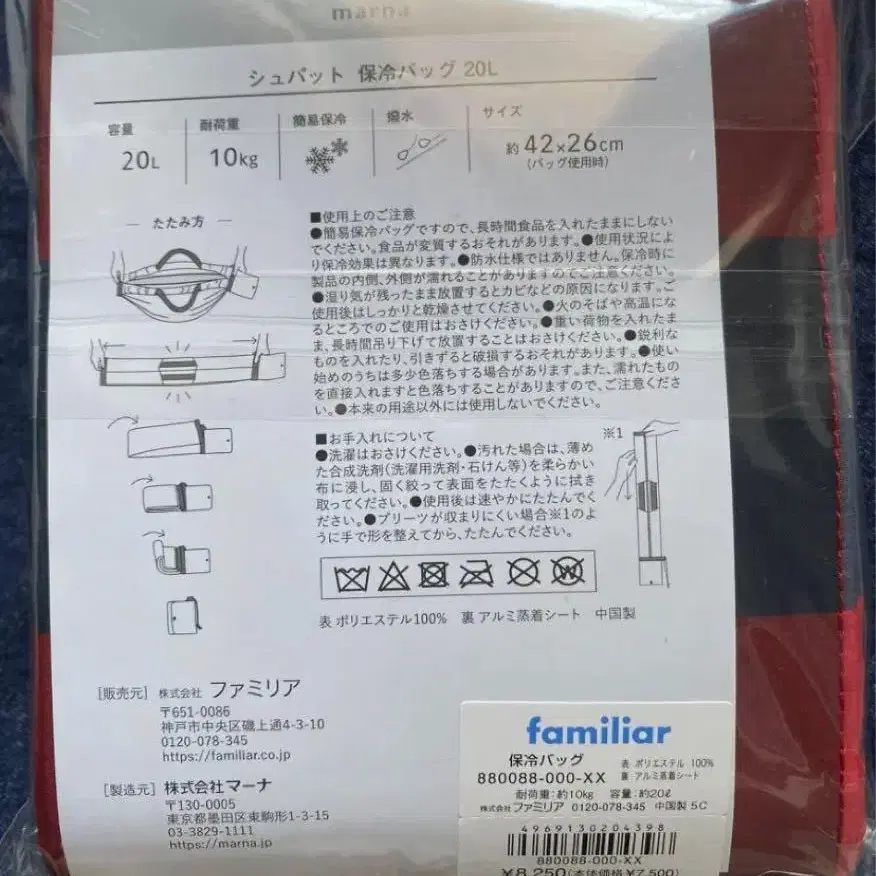 marna
シュパット 保冷バッグ 20L
容量
20L
耐荷重
10kg
簡易保冷
撥水
サイズ
約 42×26cm
(バッグ使用時)
たたみ方
■使用上のご注意
●簡易保冷バッグですので、長時間食品を入れたままにしない
でください。食品が変質するおそれがあります。●使用状況によ
り保冷効果は異なります。●防水仕様ではありません。保冷時に
製品の内側、外側が濡れることがありますのでご注意ください。
●湿り気が残ったまま放置するとカビなどの原因になります。ご
使用後はしっかりと乾燥させてください。●火のそばや高温にな
るところでのご使用はおさけください。●重い荷物を入れたま
ま、長時間吊り下げて放置することはおさけください。●鋭利な
ものを入れたり、引きずると破損するおそれがあります。●使い
始めのうちは多少色落ちする場合があります。また、濡れたもの
を直接入れますと色落ちすることがありますので、ご注意くださ
い。●本来の用途以外には使用しないでください。
■お手入れについて
●洗濯はおさけください。●汚れた場合は、薄め
た合成洗剤(洗濯用洗剤・石けん等)を柔らかい
布に浸し、固く絞って表面をたたくように拭き
取ってください。●使用後は速やかにたたんでく
ださい。●プリーツが収まりにくい場合※1のよ
うに手で形を整えてから、たたんでください。
※1
W
表 ポリエステル100% 裏 アルミ蒸着シート 中国製
[販売元] 株式会社 ファミリア
〒651-0086
神戸市中央区磯上通4-3-10
0120-078-345
https://familiar.co.jp
[製造元] 株式会社マーナ
〒130-0005
東京都墨田区東駒形1-3-15
03-3829-1111
https://marna.jp
familiar
保冷バッグ 表 ポリエステル 100%
880088-000-XX 裏 アルミ蒸着シート
耐荷重:約10kg 容量:約20ℓ
株式会社ファミリア 0120-078-345 中国製 5C
4969130204398
880088-000-XX
¥8,250(本体価格¥7,500)